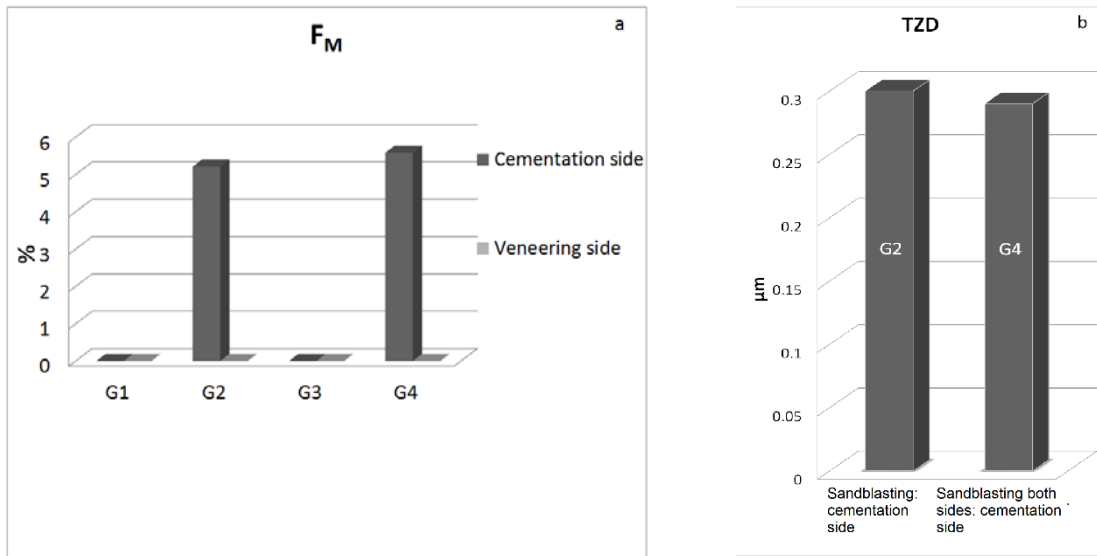 a
F_M
6
5
4
3
2
1
0
%
G1 G2 G3 G4
Cementation side
Veneering side
b
TZD
0.3
0.25
0.2
0.15
0.1
0.05
0
μm
G2 G4
Sandblasting:
cementation
side
Sandblasting both
sides: cementation
side